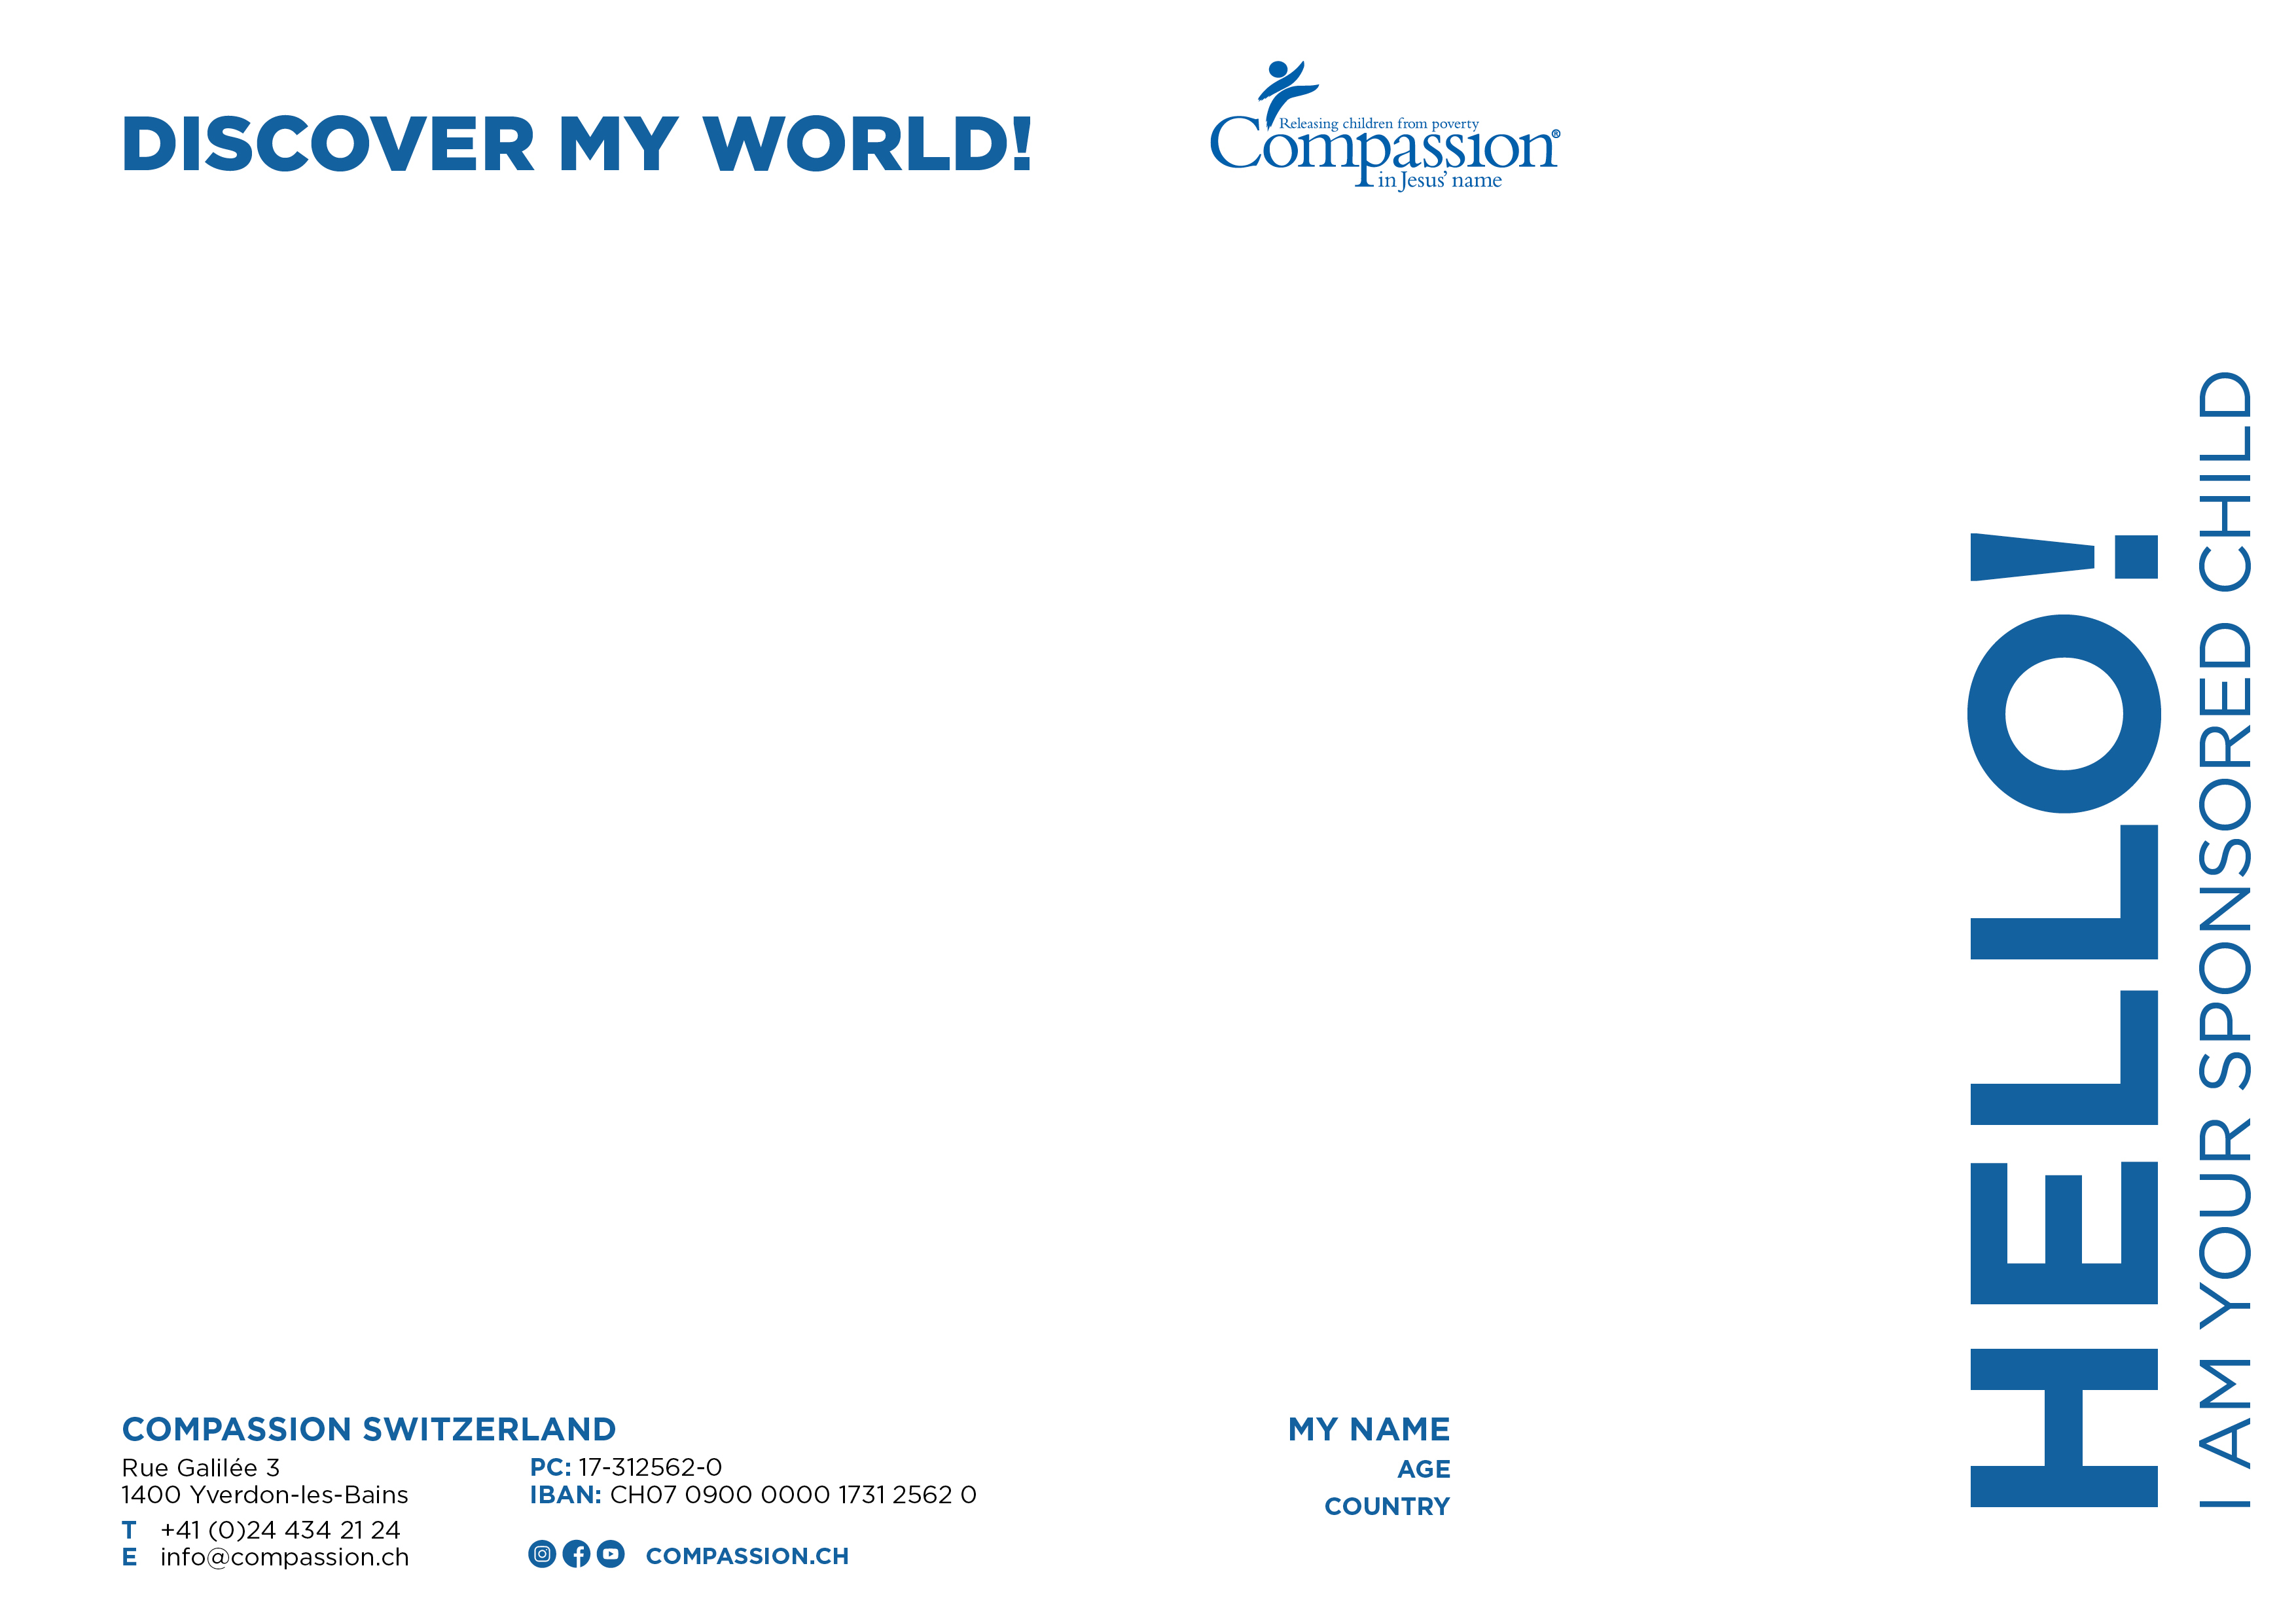 DISCOVER MY WORLD!
COMPASSION SWITZERLAND
Rue Galilée 3
1400 Yverdon-les-Bains
T +41 (0)24 434 21 24
E info@compassion.ch
PC: 17-312562-0
IBAN: CH07 0900 0000 1731 2562 0
COMPASSION.CH
Releasing children from poverty
Compassion®
in Jesus' name
MY NAME
AGE
COUNTRY
HELLO!
I AM YOUR SPONSORED CHILD